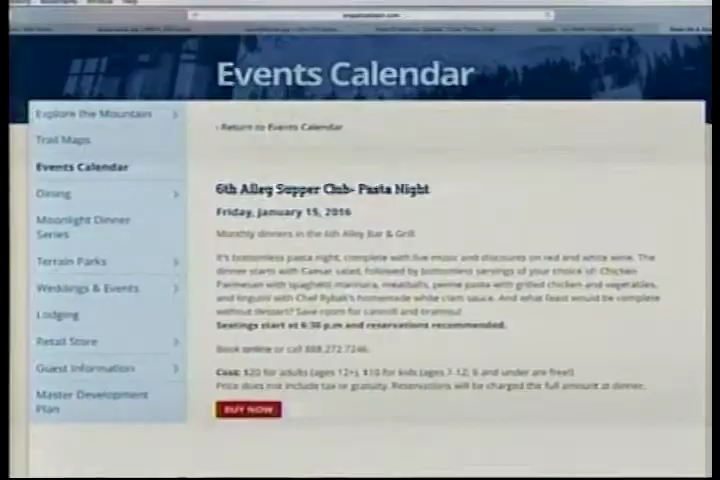 Events Calendar
Explore the Mountain
Trail Maps
Events Calendar
Dining
Moonlight Dinner
Series
Terrain Parks
Weddings & Events
Lodging
Retail Store
Guest Information
Master Development
Plan
‹ Return to Events Calendar
6th Alley Supper Club- Pasta Night
Friday, January 15, 2016
Monthly dinners in the 6th Alley Bar & Grill
It's bottomless pasta night, complete with live music and discounts on red and white wine. The
dinner starts with Caesar salad, followed by bottomless servings of your choice of: Chicken
Parmesan with spaghetti marinara, meatballs, penne pasta with grilled chicken and vegetables,
and linguini with Chef Rybak's homemade white clam sauce. And what feast would be complete
without dessert? Save room for cannoli and tiramisu!
Seatings start at 6:30 p.m and reservations recommended.
Book online or call 888.272.7246.
Cost: $20 for adults (ages 12+), $10 for kids (ages 7-12; 6 and under are free!)
Price does not include tax or gratuity. Reservations will be charged the full amount at dinner.
BUY NOW